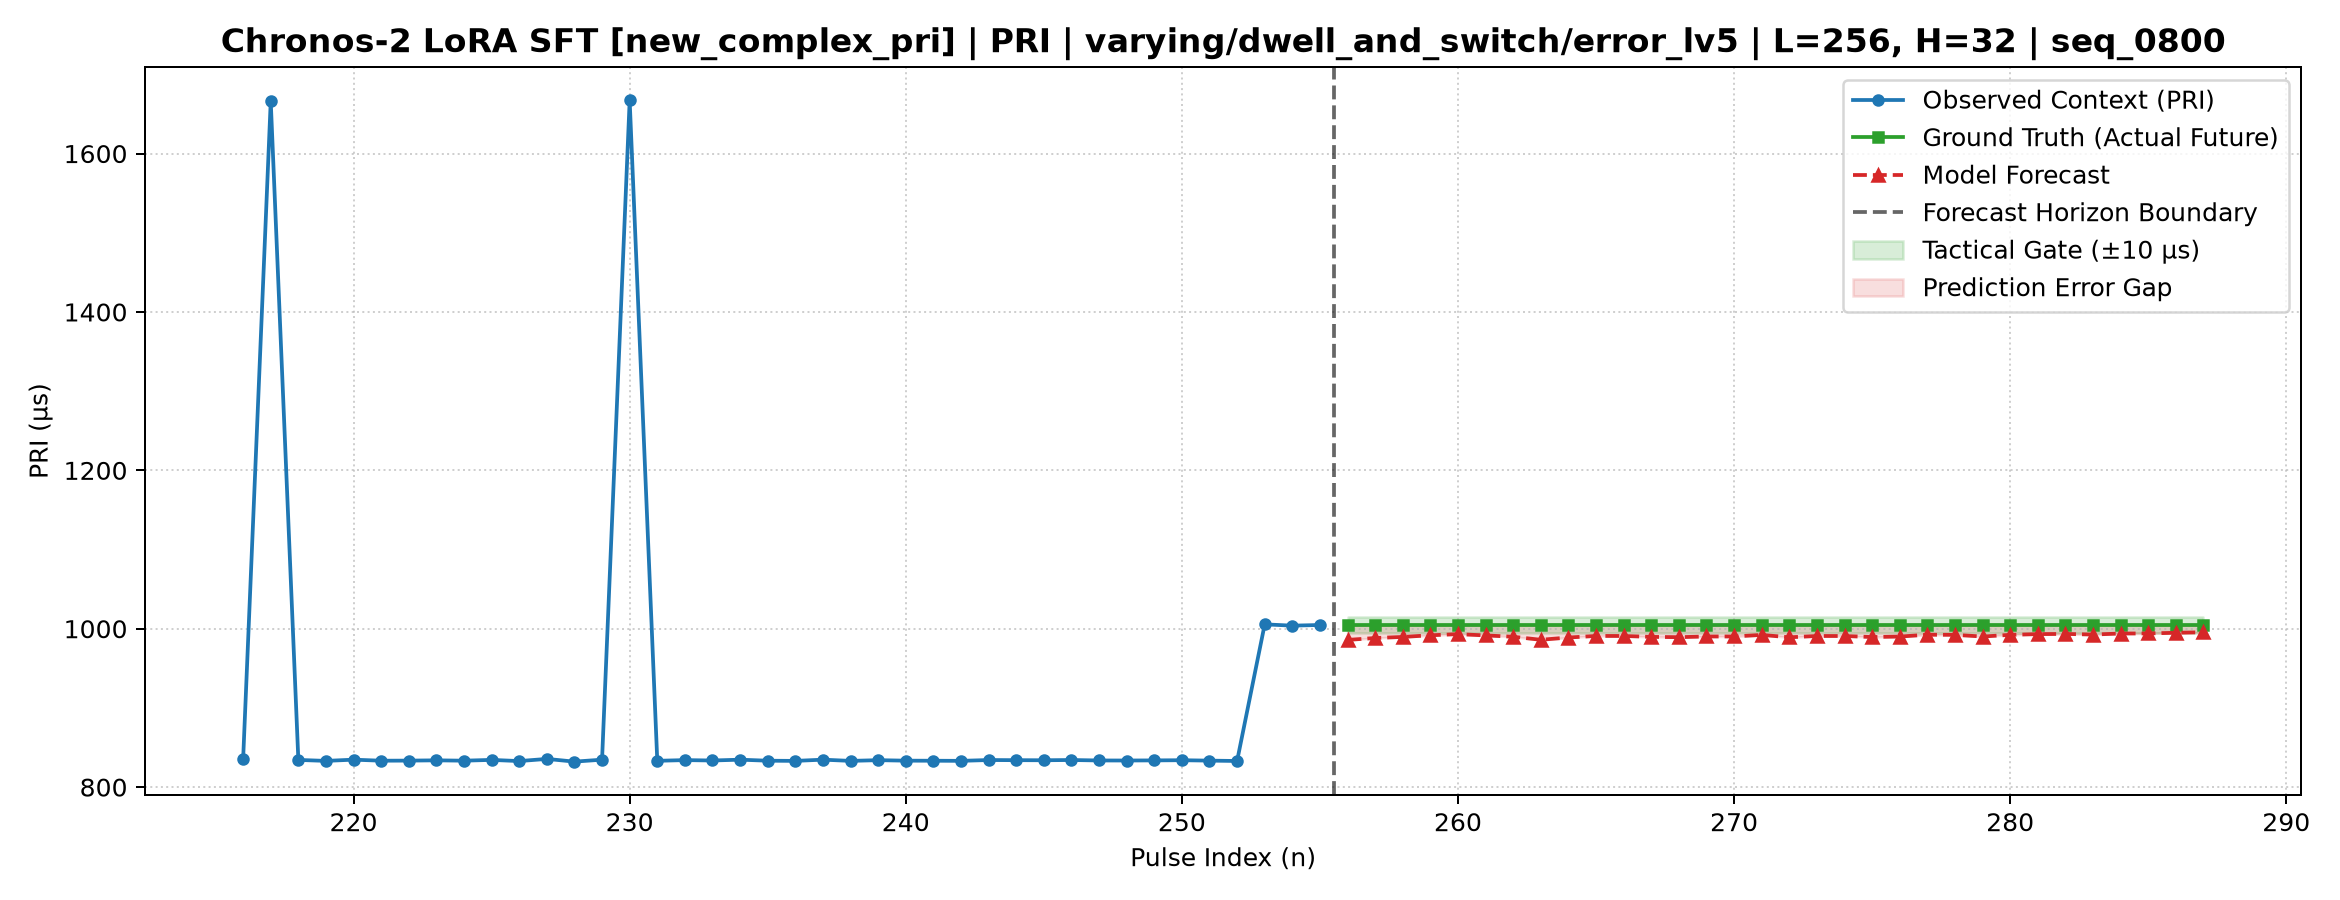 Chronos-2 LoRA SFT [new_complex_pri] | PRI | varying/dwell_and_switch/error_lv5 | L=256, H=32 | seq_0800
Observed Context (PRI)
Ground Truth (Actual Future)
Model Forecast
Forecast Horizon Boundary
Tactical Gate (±10 µs)
Prediction Error Gap
PRI (µs)
1600
1400
1200
1000
800
220 230 240 250 260 270 280 290
Pulse Index (n)